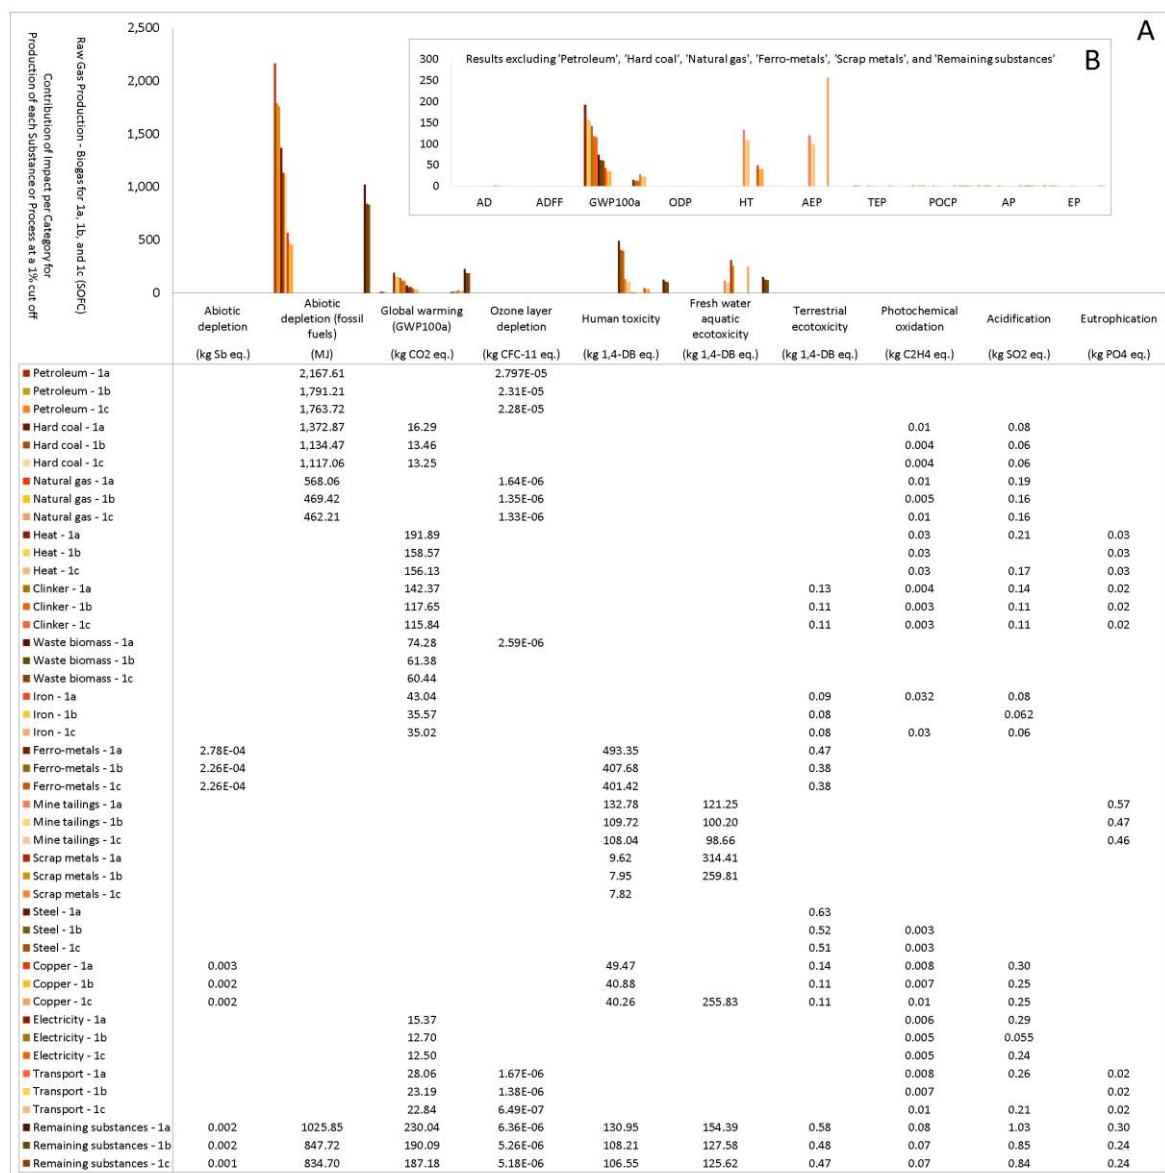 A
Raw Gas Production - Biogas for 1a, 1b, and 1c (SOFC)
Contribution of Impact per Category for
Production of each Substance or Process at a 1% cut off
2,500
2,000
1,500
1,000
500
0
B
Results excluding 'Petroleum', 'Hard coal', 'Natural gas', 'Ferro-metals', 'Scrap metals', and 'Remaining substances'
300
250
200
150
100
50
0
AD ADFF GWP100a ODP HT AEP TEP POCP AP EP
Abiotic depletion (kg Sb eq.)
Abiotic depletion (fossil fuels) (MJ)
Global warming (GWP100a) (kg CO2 eq.)
Ozone layer depletion (kg CFC-11 eq.)
Human toxicity (kg 1,4-DB eq.)
Fresh water aquatic ecotoxicity (kg 1,4-DB eq.)
Terrestrial ecotoxicity (kg 1,4-DB eq.)
Photochemical oxidation (kg C2H4 eq.)
Acidification (kg SO2 eq.)
Eutrophication (kg PO4 eq.)
Petroleum - 1a 2,167.61 2.797E-05
Petroleum - 1b 1,791.21 2.31E-05
Petroleum - 1c 1,763.72 2.28E-05
Hard coal - 1a 1,372.87 16.29 0.01 0.08
Hard coal - 1b 1,134.47 13.46 0.004 0.06
Hard coal - 1c 1,117.06 13.25 0.004 0.06
Natural gas - 1a 568.06 1.64E-06 0.01 0.19
Natural gas - 1b 469.42 1.35E-06 0.005 0.16
Natural gas - 1c 462.21 1.33E-06 0.01 0.16
Heat - 1a 191.89 0.03 0.21 0.03
Heat - 1b 158.57 0.03 0.03
Heat - 1c 156.13 0.03 0.17 0.03
Clinker - 1a 142.37 0.13 0.004 0.14 0.02
Clinker - 1b 117.65 0.11 0.003 0.11 0.02
Clinker - 1c 115.84 0.11 0.003 0.11 0.02
Waste biomass - 1a 74.28 2.59E-06
Waste biomass - 1b 61.38
Waste biomass - 1c 60.44
Iron - 1a 43.04 0.09 0.032 0.08
Iron - 1b 35.57 0.08 0.062
Iron - 1c 35.02 0.08 0.03 0.06
Ferro-metals - 1a 2.78E-04 493.35 0.47
Ferro-metals - 1b 2.26E-04 407.68 0.38
Ferro-metals - 1c 2.26E-04 401.42 0.38
Mine tailings - 1a 132.78 121.25 0.57
Mine tailings - 1b 109.72 100.20 0.47
Mine tailings - 1c 108.04 98.66 0.46
Scrap metals - 1a 9.62 314.41
Scrap metals - 1b 7.95 259.81
Scrap metals - 1c 7.82
Steel - 1a 0.63
Steel - 1b 0.52 0.003
Steel - 1c 0.51 0.003
Copper - 1a 0.003 49.47 0.14 0.008 0.30
Copper - 1b 0.002 40.88 0.11 0.007 0.25
Copper - 1c 0.002 40.26 255.83 0.11 0.01 0.25
Electricity - 1a 15.37 0.006 0.29
Electricity - 1b 12.70 0.005 0.055
Electricity - 1c 12.50 0.005 0.24
Transport - 1a 28.06 1.67E-06 0.008 0.26 0.02
Transport - 1b 23.19 1.38E-06 0.007 0.02
Transport - 1c 22.84 6.49E-07 0.01 0.21 0.02
Remaining substances - 1a 0.002 1025.85 230.04 6.36E-06 130.95 154.39 0.58 0.08 1.03 0.30
Remaining substances - 1b 0.002 847.72 190.09 5.26E-06 108.21 127.58 0.48 0.07 0.85 0.24
Remaining substances - 1c 0.001 834.70 187.18 5.18E-06 106.55 125.62 0.47 0.07 0.84 0.24